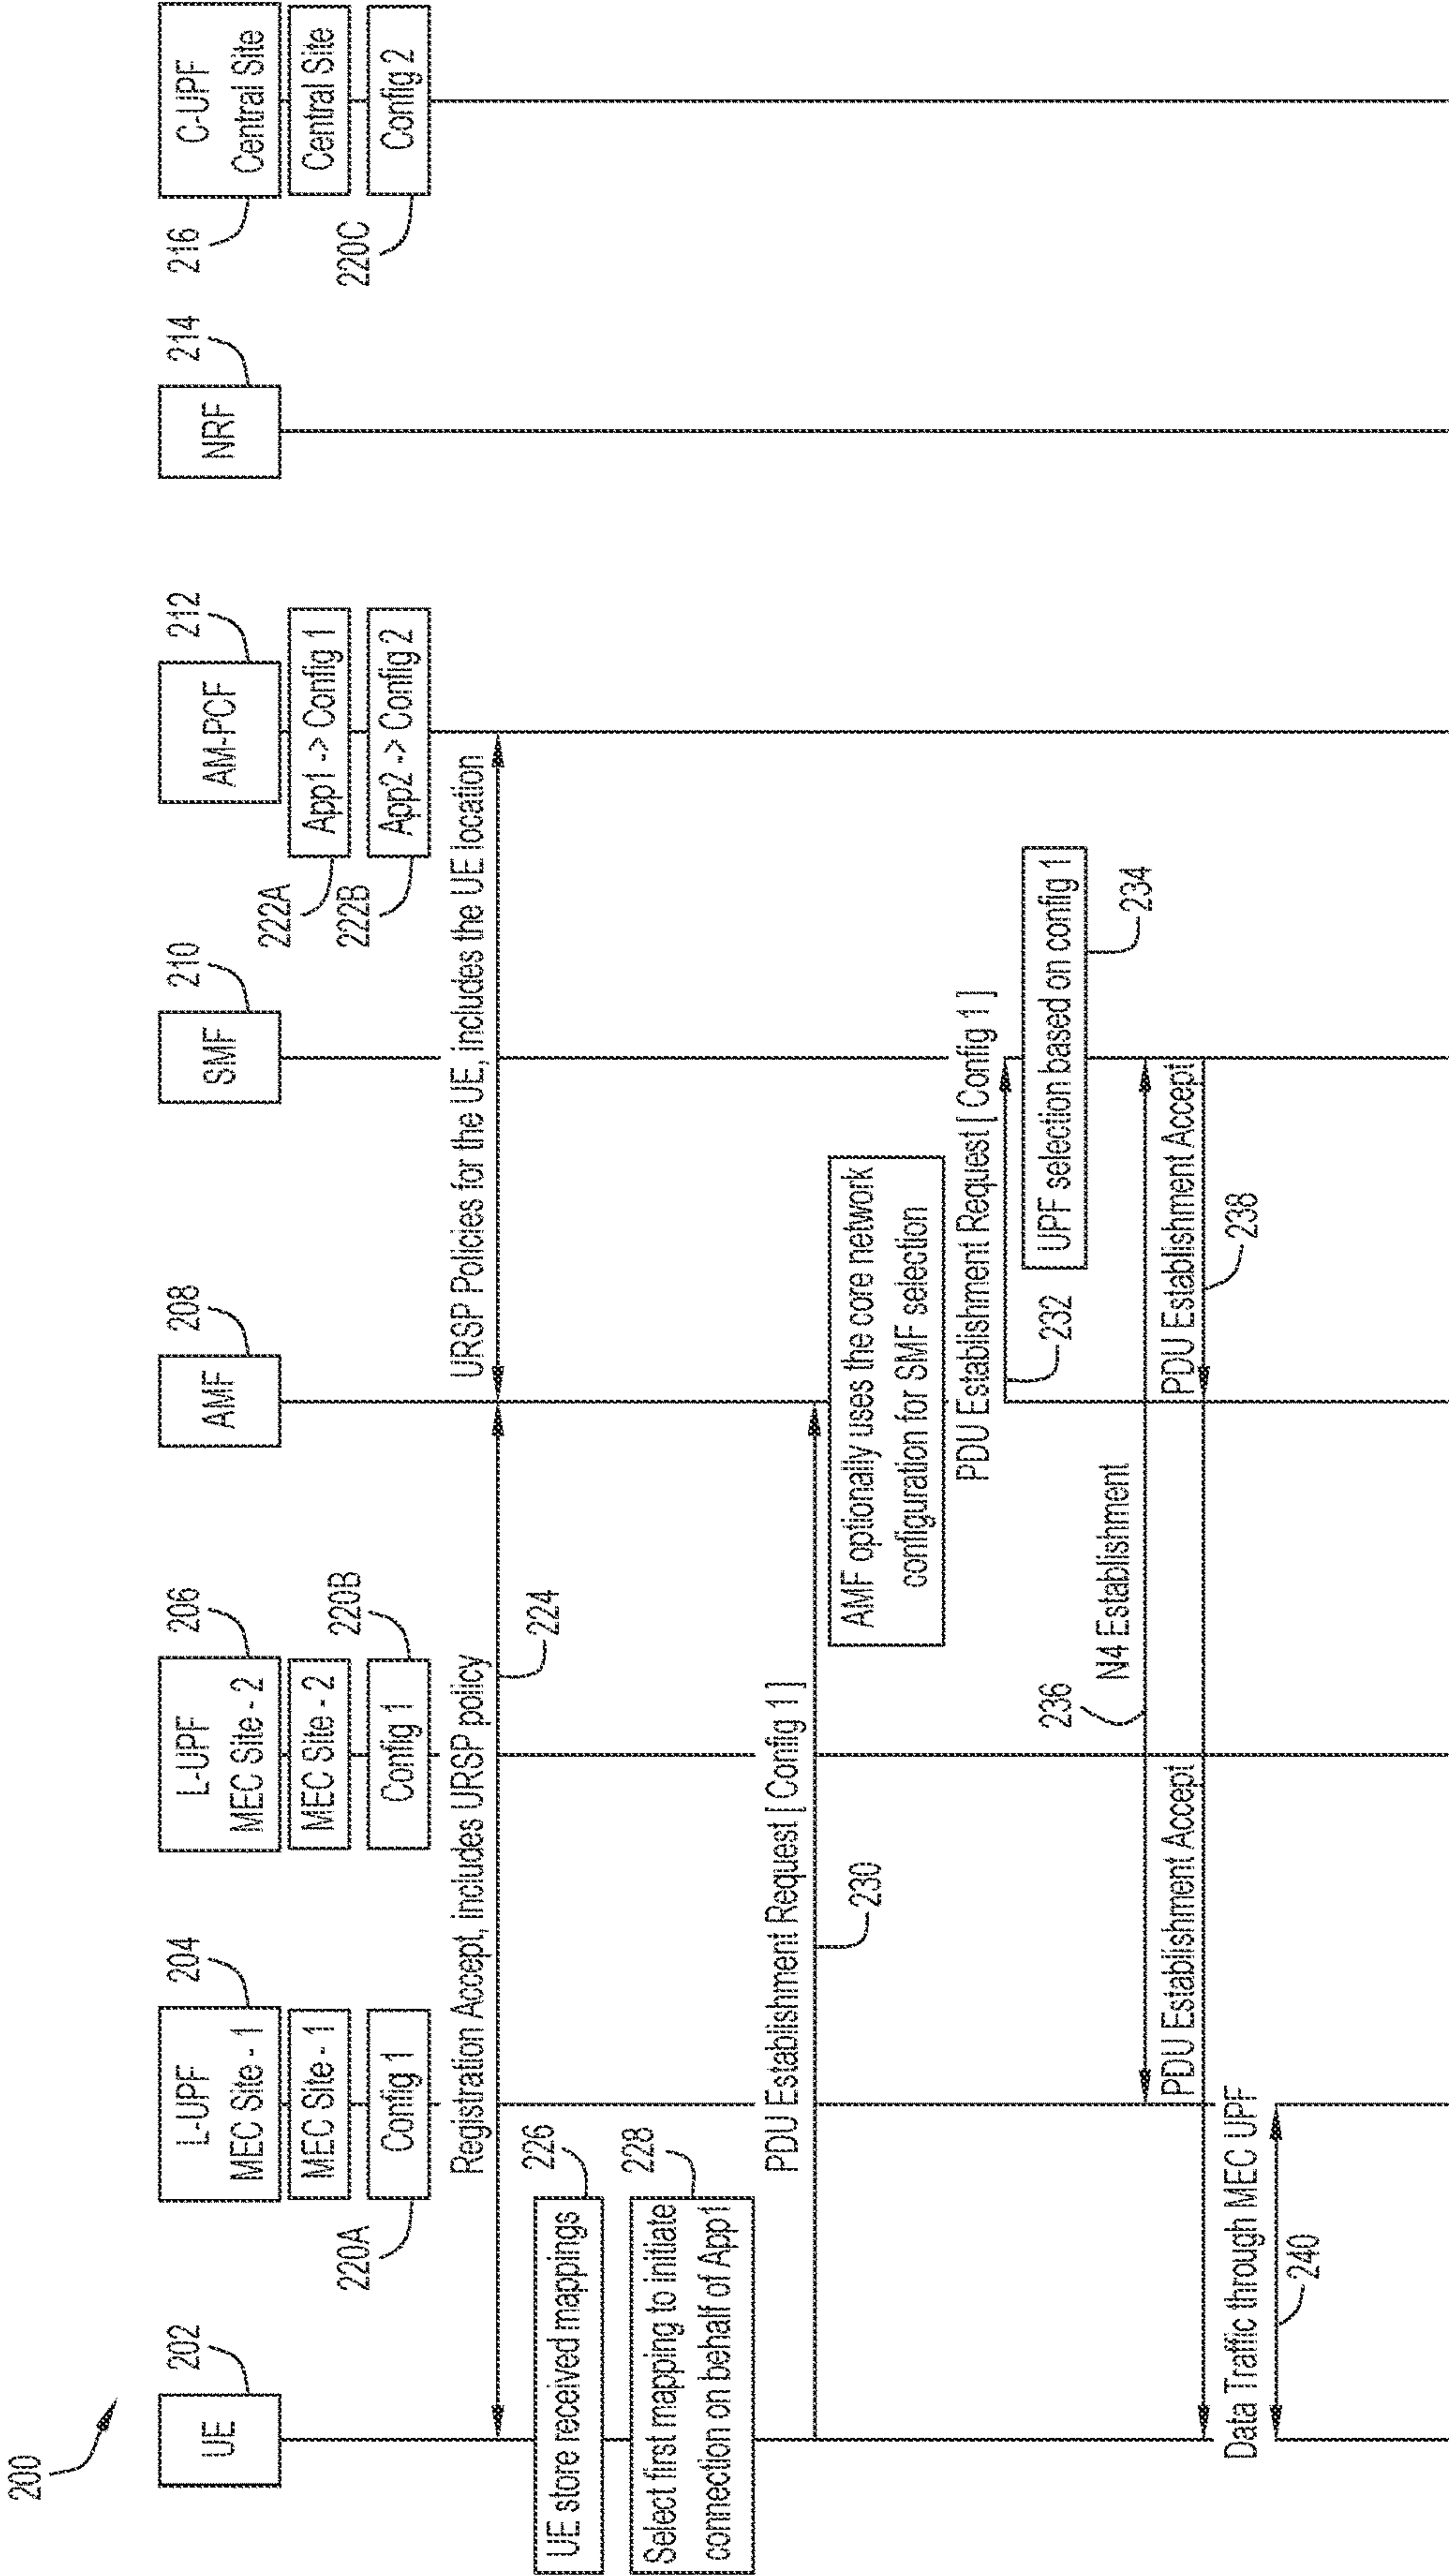 200
202
UE
204
L-UPF
MEC Site - 1
MEC Site - 1
Config 1
220A
206
L-UPF
MEC Site - 2
MEC Site - 2
Config 1
220B
208
AMF
210
SMF
212
AM-PCF
App1 -> Config 1
222A
App2 -> Config 2
222B
214
NRF
216
C-UPF
Central Site
Central Site
Config 2
220C
Registration Accept, includes URSP policy
224
URSP Policies for the UE, includes the UE location
UE store received mappings
226
Select first mapping to initiate
connection on behalf of App1
228
PDU Establishment Request [ Config 1 ]
230
AMF optionally uses the core network
configuration for SMF selection
PDU Establishment Request [ Config 1 ]
232
UPF selection based on config 1
234
N4 Establishment
236
PDU Establishment Accept
PDU Establishment Accept
238
Data Traffic through MEC UPF
240